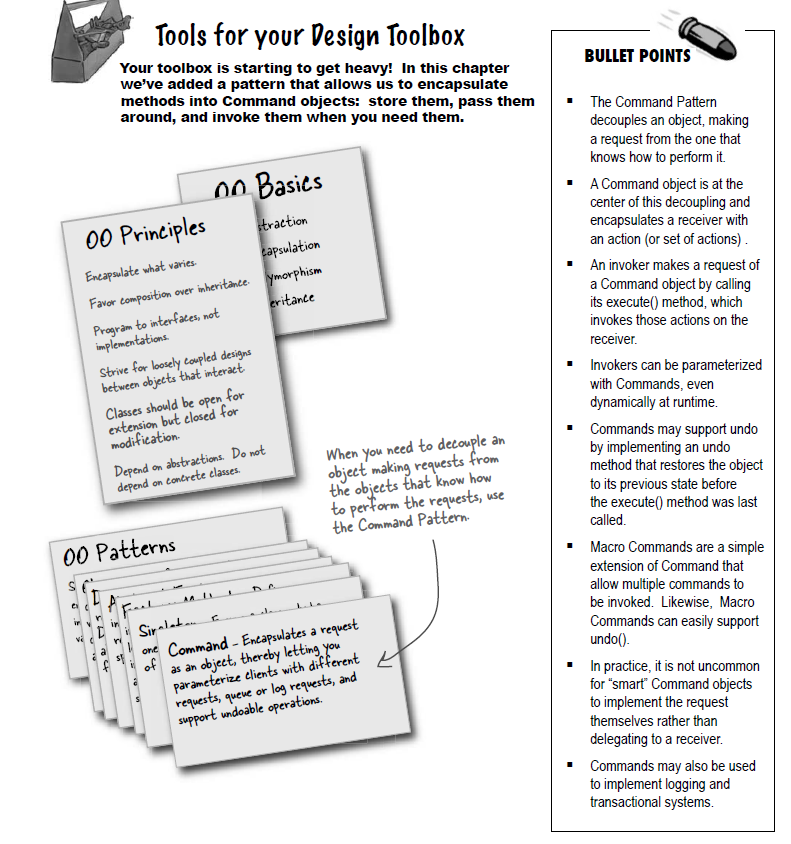 Tools for your Design Toolbox
Your toolbox is starting to get heavy!  In this chapter
we've added a pattern that allows us to encapsulate
methods into Command objects:  store them, pass them
around, and invoke them when you need them.
OO Basics
OO Principles
Encapsulate what varies.
Favor composition over inheritance.
Program to interfaces, not
implementations.
Strive for loosely coupled designs
between objects that interact.
Classes should be open for
extension but closed for
modification.
Depend on abstractions.  Do not
depend on concrete classes.
When you need to decouple an
object making requests from
the objects that know how
to perform the requests, use
the Command Pattern.
OO Patterns
Command – Encapsulates a request
as an object, thereby letting you
parameterize clients with different
requests, queue or log requests, and
support undoable operations.
BULLET POINTS
▪ The Command Pattern
decouples an object, making
a request from the one that
knows how to perform it.
▪ A Command object is at the
center of this decoupling and
encapsulates a receiver with
an action (or set of actions) .
▪ An invoker makes a request of
a Command object by calling
its execute() method, which
invokes those actions on the
receiver.
▪ Invokers can be parameterized
with Commands, even
dynamically at runtime.
▪ Commands may support undo
by implementing an undo
method that restores the object
to its previous state before
the execute() method was last
called.
▪ Macro Commands are a simple
extension of Command that
allow multiple commands to
be invoked.  Likewise,  Macro
Commands can easily support
undo().
▪ In practice, it is not uncommon
for “smart” Command objects
to implement the request
themselves rather than
delegating to a receiver.
▪ Commands may also be used
to implement logging and
transactional systems.